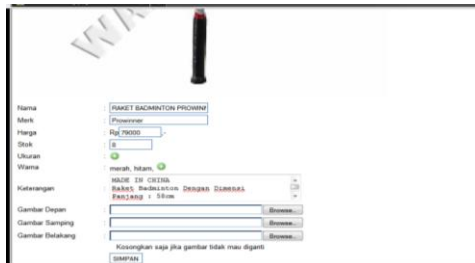 WA
Nama : RAKET BADMINTON PROWINN
Merk : Prowinner
Harga : Rp 79000 ,-
Stok : 6
Ukuran :
Warna : merah, hitam,
MADE IN CHINA
Keterangan : Raket Badminton Dengan Dimensi
Panjang : 58cm
Gambar Depan : Browse..
Gambar Samping : Browse..
Gambar Belakang : Browse..
Kosongkan saja jika gambar tidak mau diganti
SIMPAN